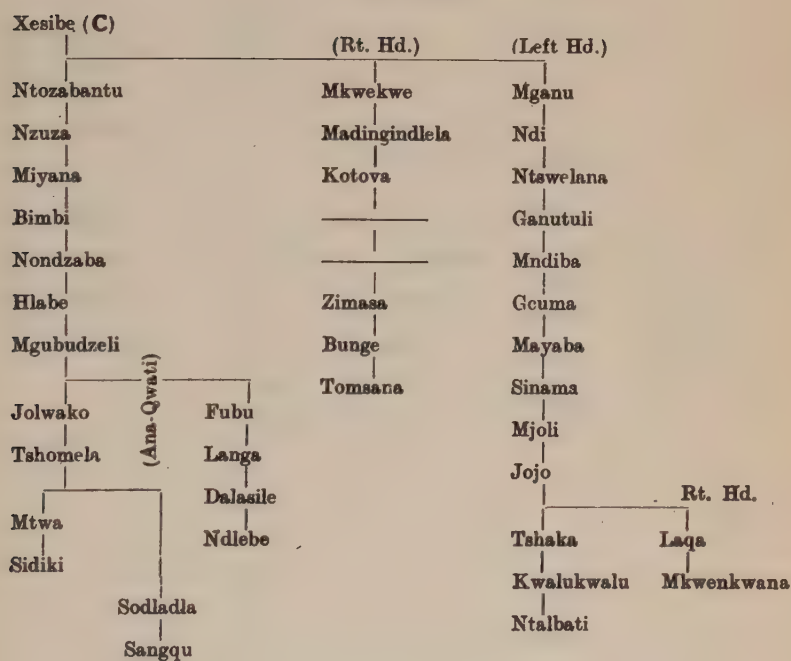 Xesibe (C)
(Rt. Hd.) (Left Hd.)
Ntozabantu Mkwekwe Mganu
Nzuza Madingindlela Ndi
Miyana Kotova Ntswelana
Bimbi Ganutuli
Nondzaba Mndiba
Hlabe Zimasa Gcuma
Mgubudzeli Bunge Mayaba
(Ana-Qwati) Tomsana Sinama
Jolwako Fubu Mjoli
Tshomela Langa Jojo
Dalasile Rt. Hd.
Mtwa Ndlebe Tshaka Laqa
Sidiki Kwalukwalu Mkwenkwana
Sodladla Ntalbati
Sangqu